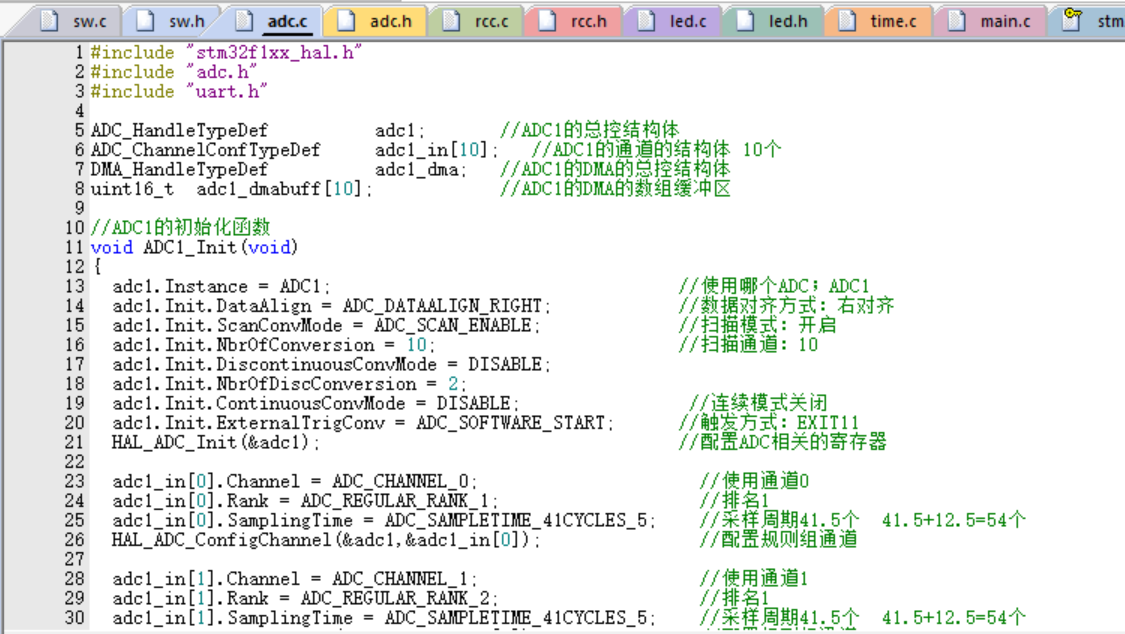 sw.c sw.h adc.c adc.h rcc.c rcc.h led.c led.h time.c main.c stm
1 #include "stm32f1xx_hal.h"
2 #include "adc.h"
3 #include "uart.h"
4
5 ADC_HandleTypeDef adc1; //ADC1的总控结构体
6 ADC_ChannelConfTypeDef adc1_in[10]; //ADC1的通道的结构体 10个
7 DMA_HandleTypeDef adc1_dma; //ADC1的DMA的总控结构体
8 uint16_t adc1_dmabuff[10]; //ADC1的DMA的数组缓冲区
9
10 //ADC1的初始化函数
11 void ADC1_Init(void)
12 {
13 adc1.Instance = ADC1; //使用哪个ADC；ADC1
14 adc1.Init.DataAlign = ADC_DATAALIGN_RIGHT; //数据对齐方式：右对齐
15 adc1.Init.ScanConvMode = ADC_SCAN_ENABLE; //扫描模式：开启
16 adc1.Init.NbrOfConversion = 10; //扫描通道：10
17 adc1.Init.DiscontinuousConvMode = DISABLE;
18 adc1.Init.NbrOfDiscConversion = 2;
19 adc1.Init.ContinuousConvMode = DISABLE; //连续模式关闭
20 adc1.Init.ExternalTrigConv = ADC_SOFTWARE_START; //触发方式：EXIT11
21 HAL_ADC_Init(&adc1); //配置ADC相关的寄存器
22
23 adc1_in[0].Channel = ADC_CHANNEL_0; //使用通道0
24 adc1_in[0].Rank = ADC_REGULAR_RANK_1; //排名1
25 adc1_in[0].SamplingTime = ADC_SAMPLETIME_41CYCLES_5; //采样周期41.5个 41.5+12.5=54个
26 HAL_ADC_ConfigChannel(&adc1,&adc1_in[0]); //配置规则组通道
27
28 adc1_in[1].Channel = ADC_CHANNEL_1; //使用通道1
29 adc1_in[1].Rank = ADC_REGULAR_RANK_2; //排名1
30 adc1_in[1].SamplingTime = ADC_SAMPLETIME_41CYCLES_5; //采样周期41.5个 41.5+12.5=54个